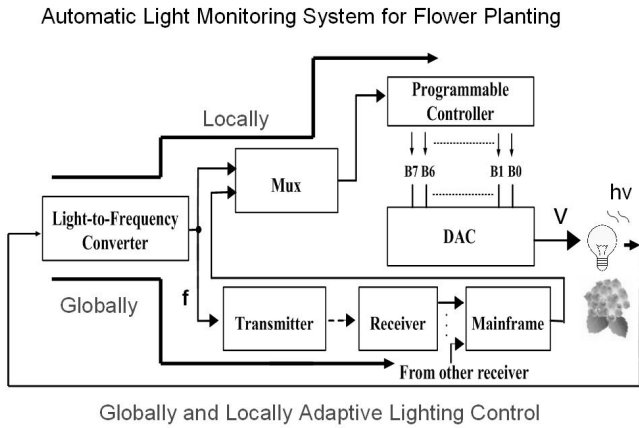 Automatic Light Monitoring System for Flower Planting
Locally
Programmable
Controller
Mux
B7 B6
B1 B0
Light-to-Frequency
Converter
DAC
V
hν
Globally
f
Transmitter
Receiver
Mainframe
From other receiver
Globally and Locally Adaptive Lighting Control